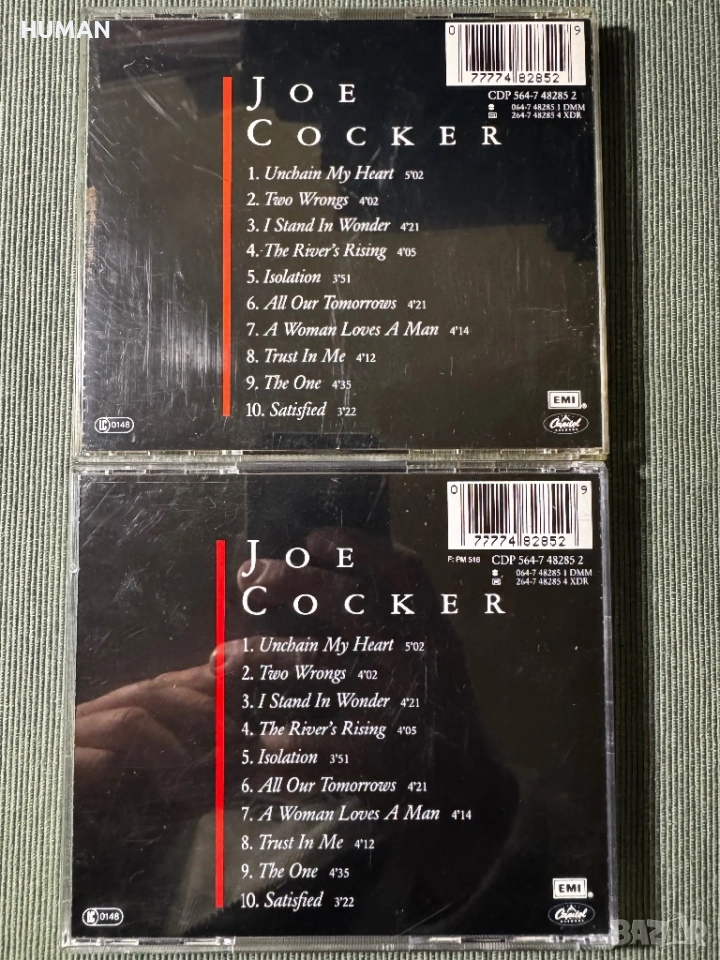 HUMAN
0 9
77774 82852
CDP 564-7 48285 2
064-7 48285 1 DMM
264-7 48285 4 XDR
JOE
COCKER
1. Unchain My Heart 5'02
2. Two Wrongs 4'02
3. I Stand In Wonder 4'21
4. The River's Rising 4'05
5. Isolation 3'51
6. All Our Tomorrows 4'21
7. A Woman Loves A Man 4'14
8. Trust In Me 4'12
9. The One 4'35
10. Satisfied 3'22
LC 0148
EMI
Capitol
RECORDS
0 9
77774 82852
P: PM 516 CDP 564-7 48285 2
064-7 48285 1 DMM
264-7 48285 4 XDR
JOE
COCKER
1. Unchain My Heart 5'02
2. Two Wrongs 4'02
3. I Stand In Wonder 4'21
4. The River's Rising 4'05
5. Isolation 3'51
6. All Our Tomorrows 4'21
7. A Woman Loves A Man 4'14
8. Trust In Me 4'12
9. The One 4'35
10. Satisfied 3'22
LC 0148
EMI
Capitol
RECORDS
BAZAR